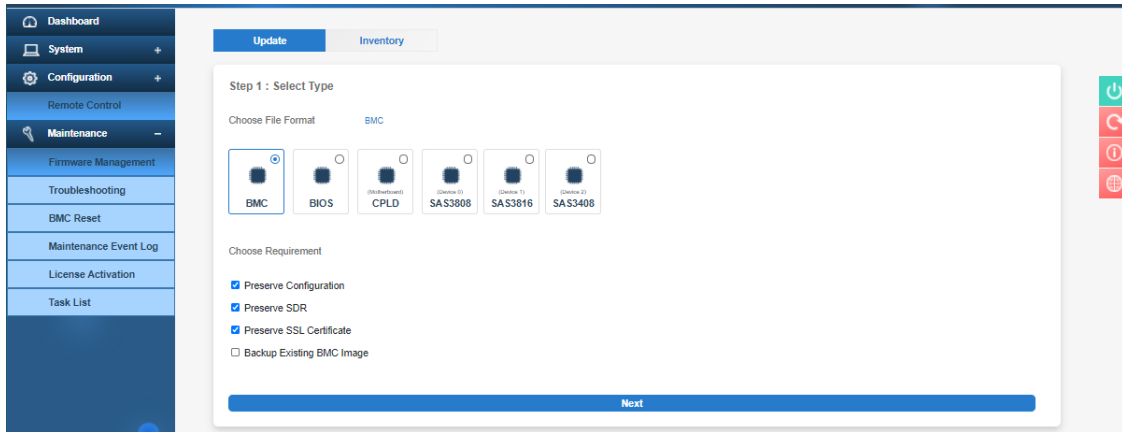 Dashboard
System +
Configuration +
Remote Control
Maintenance –
Firmware Management
Troubleshooting
BMC Reset
Maintenance Event Log
License Activation
Task List
Update Inventory
Step 1 : Select Type
Choose File Format BMC
BMC
BIOS
(Motherboard)
CPLD
(Device 0)
SAS3808
(Device 1)
SAS3816
(Device 2)
SAS3408
Choose Requirement
Preserve Configuration
Preserve SDR
Preserve SSL Certificate
Backup Existing BMC Image
Next